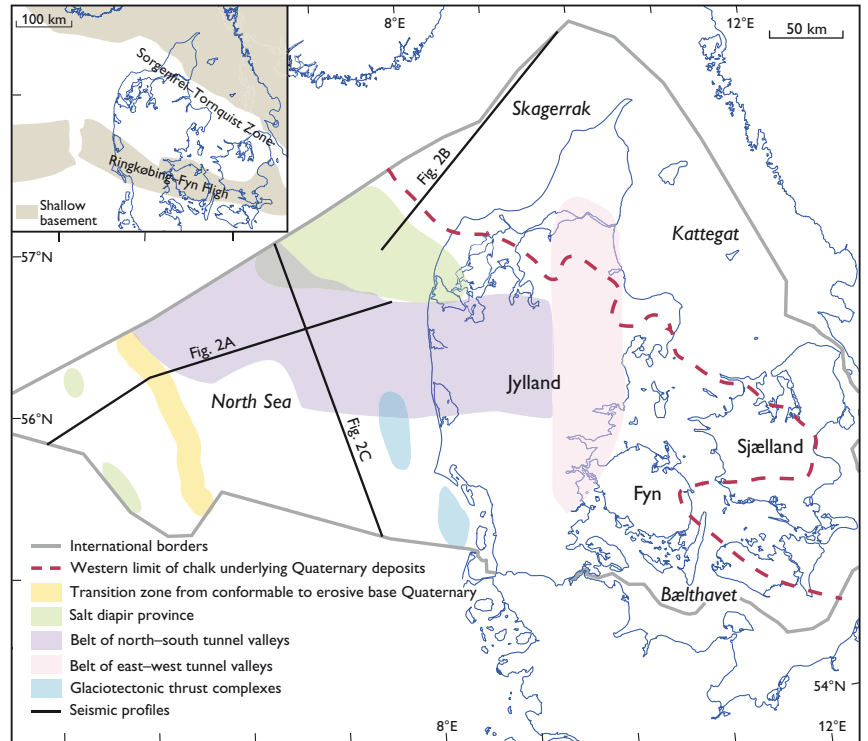 100 km
Sorgenfrei–Tornquist Zone
Ringkøbing–Fyn High
Shallow
basement
8°E
12°E
50 km
Skagerrak
Fig. 2B
Kattegat
57°N
Fig. 2A
Jylland
North Sea
56°N
Fig. 2C
Sjælland
Fyn
International borders
Western limit of chalk underlying Quaternary deposits
Transition zone from conformable to erosive base Quaternary
Bælthavet
Salt diapir province
Belt of north–south tunnel valleys
Belt of east–west tunnel valleys
Glaciotectonic thrust complexes
54°N
Seismic profiles
8°E
12°E